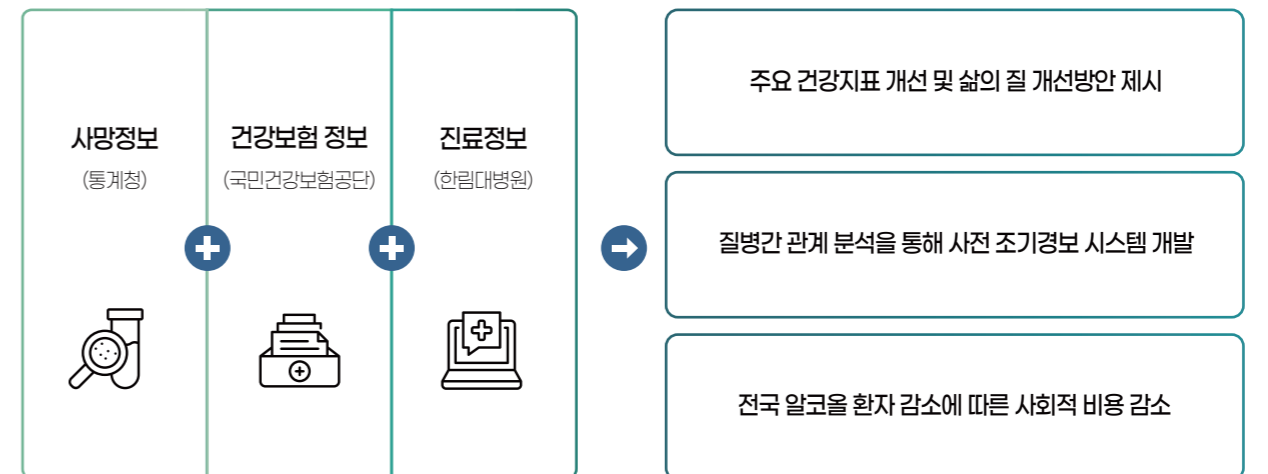 사망정보
(통계청)
건강보험 정보
(국민건강보험공단)
진료정보
(한림대병원)
주요 건강지표 개선 및 삶의 질 개선방안 제시
질병간 관계 분석을 통해 사전 조기경보 시스템 개발
전국 알코올 환자 감소에 따른 사회적 비용 감소